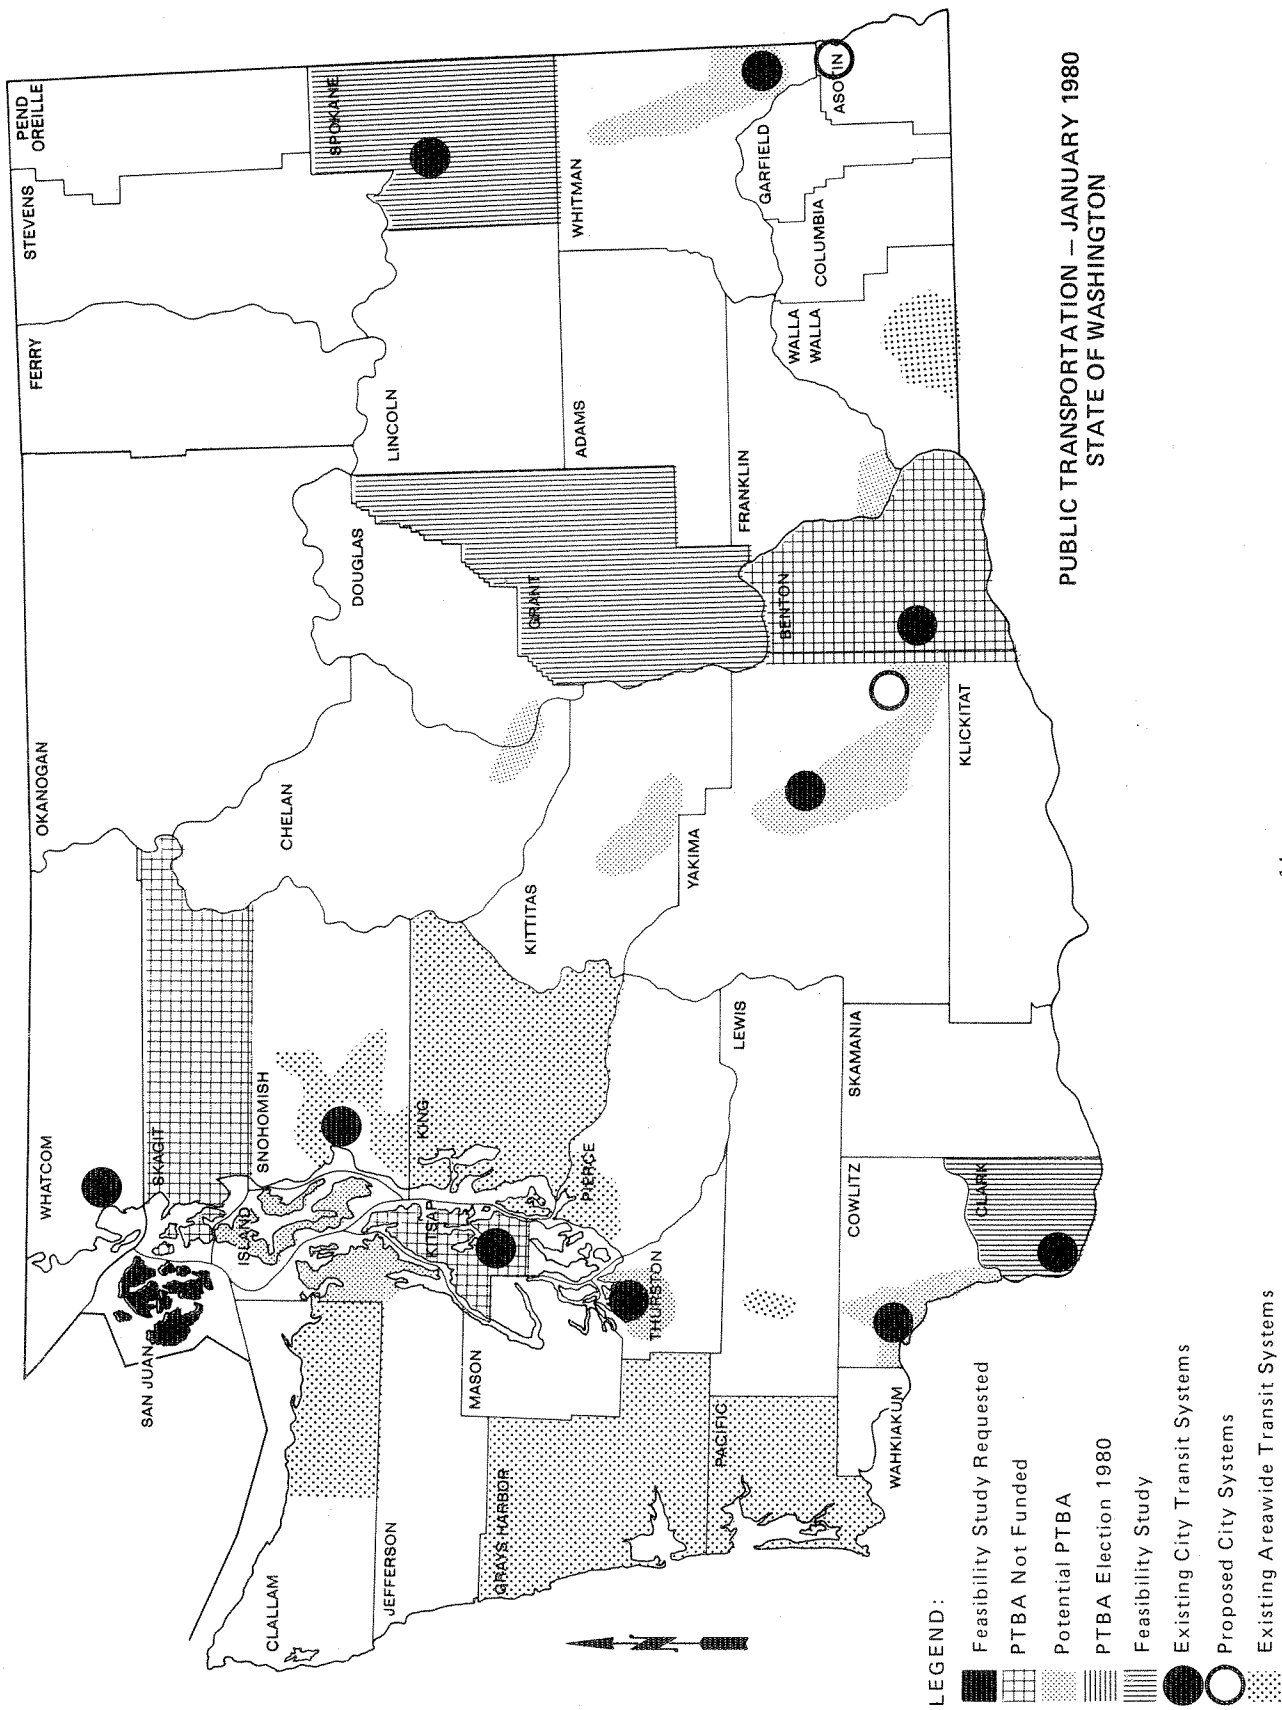 PUBLIC TRANSPORTATION – JANUARY 1980
STATE OF WASHINGTON
WHATCOM
OKANOGAN
FERRY
STEVENS
PEND
OREILLE
SAN JUAN
SKAGIT
ISLAND
SNOHOMISH
CHELAN
DOUGLAS
LINCOLN
SPOKANE
CLALLAM
JEFFERSON
KITSAP
KING
MASON
GRAYS HARBOR
KITTITAS
GRANT
ADAMS
WHITMAN
PIERCE
THURSTON
PACIFIC
LEWIS
YAKIMA
FRANKLIN
BENTON
WALLA
WALLA
COLUMBIA
GARFIELD
ASOTIN
WAHKIAKUM
COWLITZ
SKAMANIA
CLARK
KLICKITAT
LEGEND:
Feasibility Study Requested
PTBA Not Funded
Potential PTBA
PTBA Election 1980
Feasibility Study
Existing City Transit Systems
Proposed City Systems
Existing Areawide Transit Systems